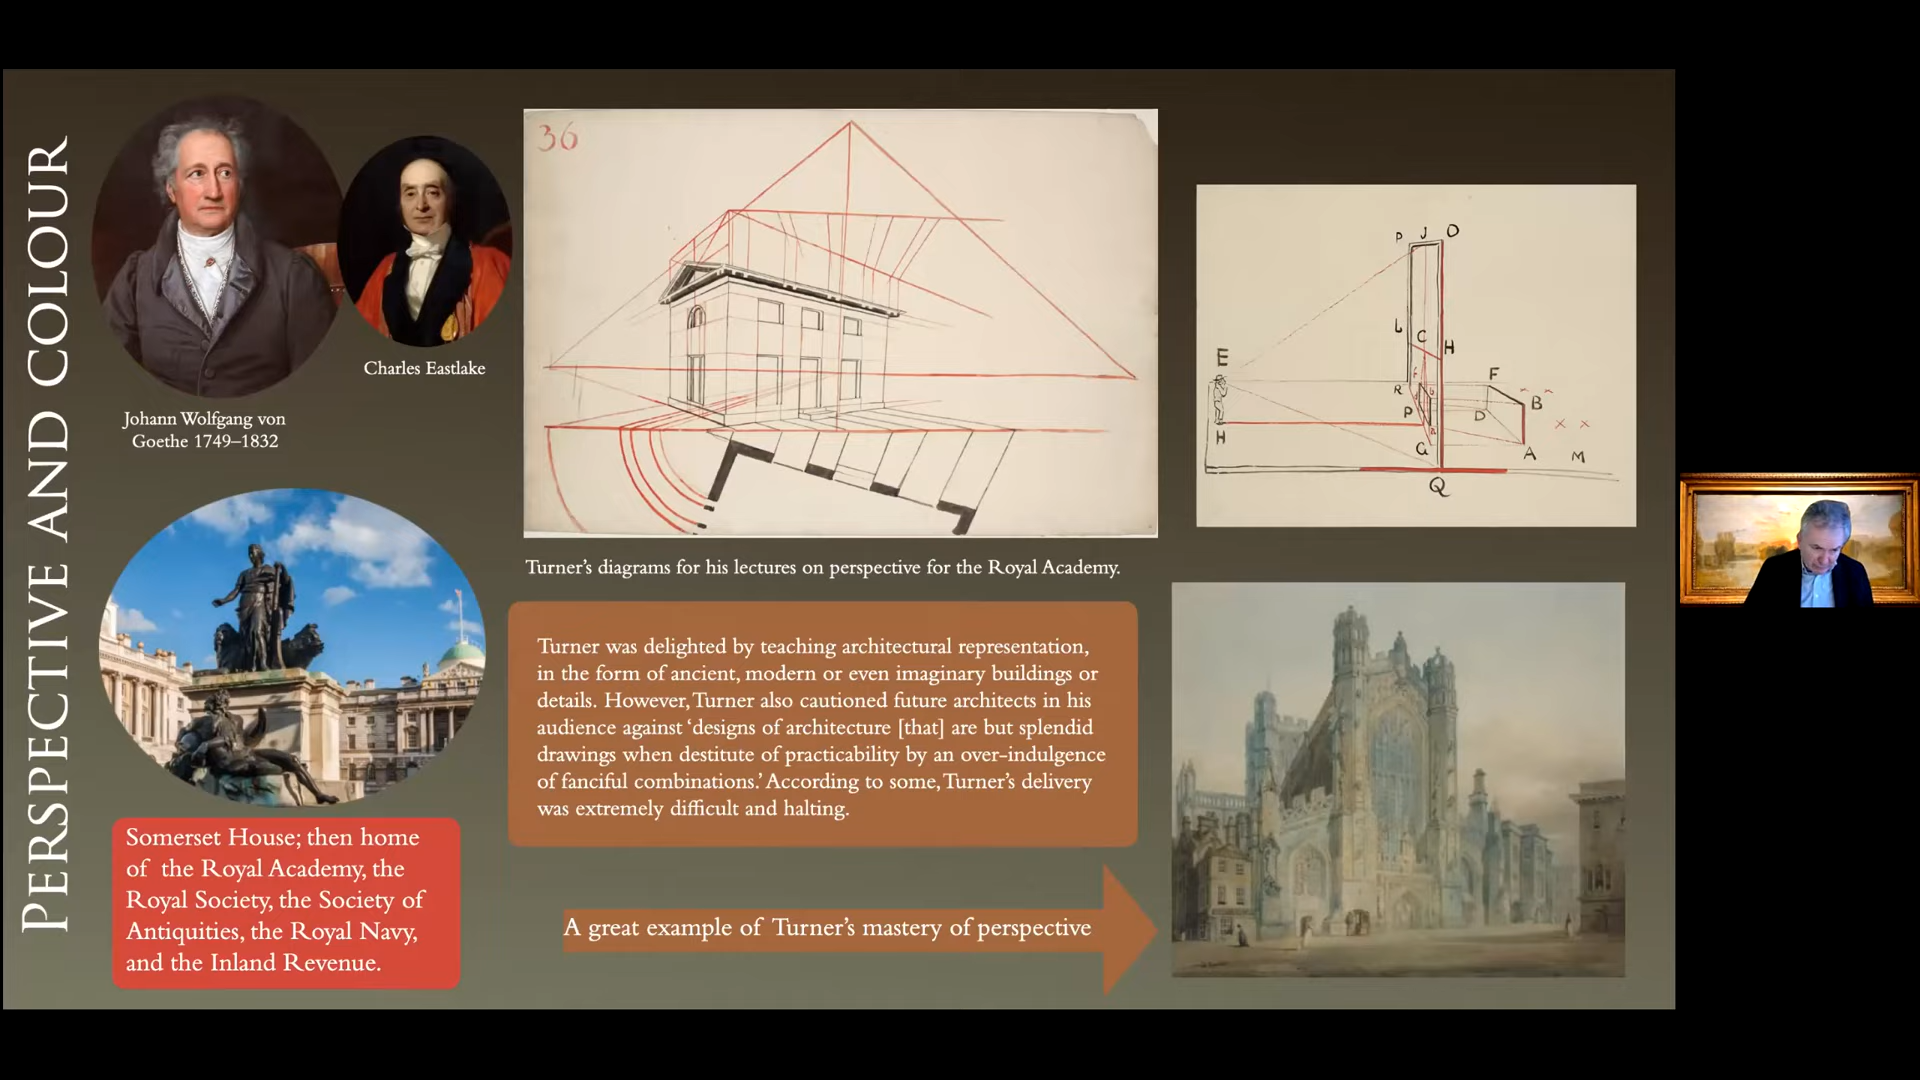 PERSPECTIVE AND COLOUR
Johann Wolfgang von
Goethe 1749–1832
Charles Eastlake
36
Turner's diagrams for his lectures on perspective for the Royal Academy.
P J O
L
C
H
E
R
F
B
P
D
H
G
A
M
Q
Turner was delighted by teaching architectural representation,
in the form of ancient, modern or even imaginary buildings or
details. However, Turner also cautioned future architects in his
audience against ‘designs of architecture [that] are but splendid
drawings when destitute of practicability by an over-indulgence
of fanciful combinations.’ According to some, Turner's delivery
was extremely difficult and halting.
Somerset House; then home
of the Royal Academy, the
Royal Society, the Society of
Antiquities, the Royal Navy,
and the Inland Revenue.
A great example of Turner's mastery of perspective